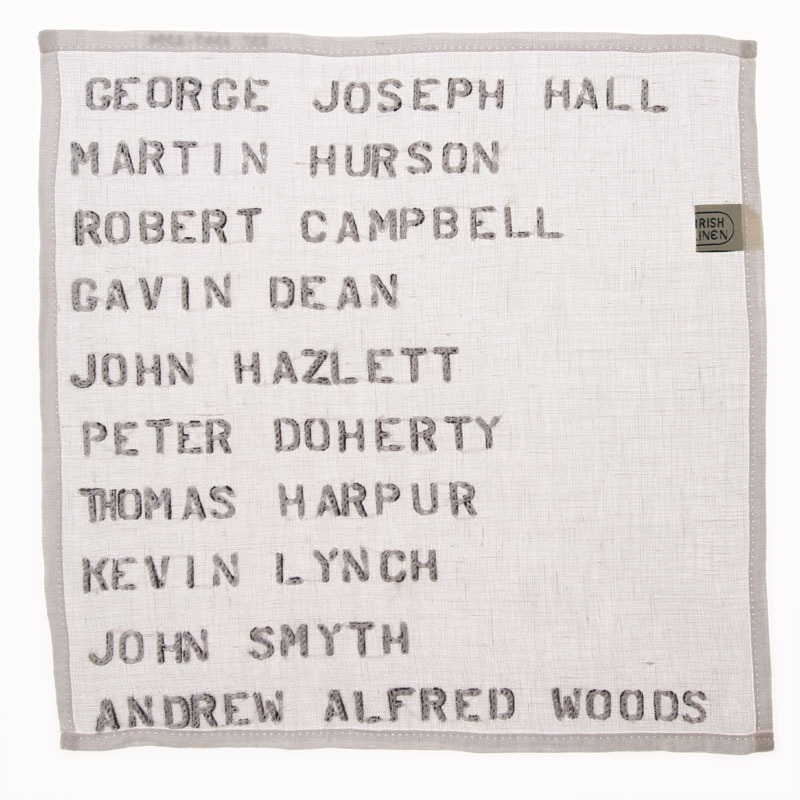 GEORGE JOSEPH HALL
MARTIN HURSON
ROBERT CAMPBELL
GAVIN DEAN
JOHN HAZLETT
PETER DOHERTY
THOMAS HARPUR
KEVIN LYNCH
JOHN SMYTH
ANDREW ALFRED WOODS
IRISH
LINEN